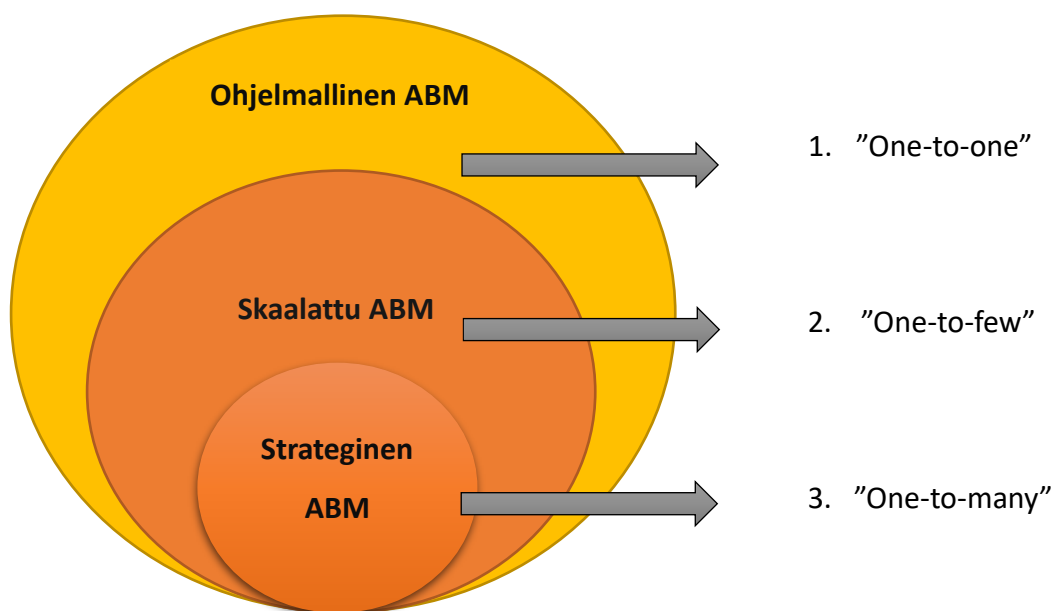 Ohjelmallinen ABM
1. ”One-to-one”
Skaalattu ABM
2. ”One-to-few”
Strateginen
ABM
3. ”One-to-many”